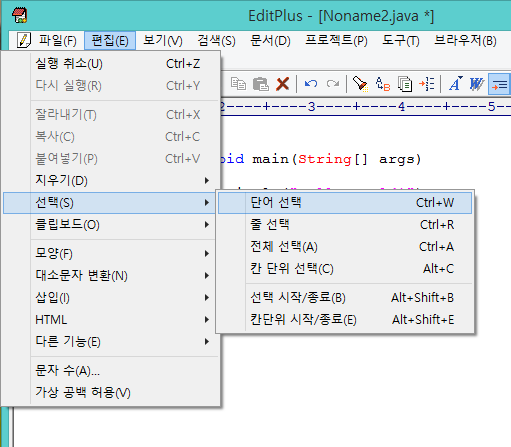 EditPlus - [Noname2.java *]
파일(F) 편집(E) 보기(V) 검색(S) 문서(D) 프로젝트(P) 도구(T) 브라우저(B)
실행 취소(U) Ctrl+Z
다시 실행(R) Ctrl+Y
2----+----3----+----4----+----5--
잘라내기(T) Ctrl+X
복사(C) Ctrl+C
붙여넣기(P) Ctrl+V
oid main(String[] args)
지우기(D)
선택(S)
단어 선택 Ctrl+W
클립보드(O)
줄 선택 Ctrl+R
전체 선택(A) Ctrl+A
모양(F)
칸 단위 선택(C) Alt+C
대소문자 변환(N)
삽입(I)
선택 시작/종료(B) Alt+Shift+B
HTML
칸단위 시작/종료(E) Alt+Shift+E
다른 기능(E)
문자 수(A)...
가상 공백 허용(V)